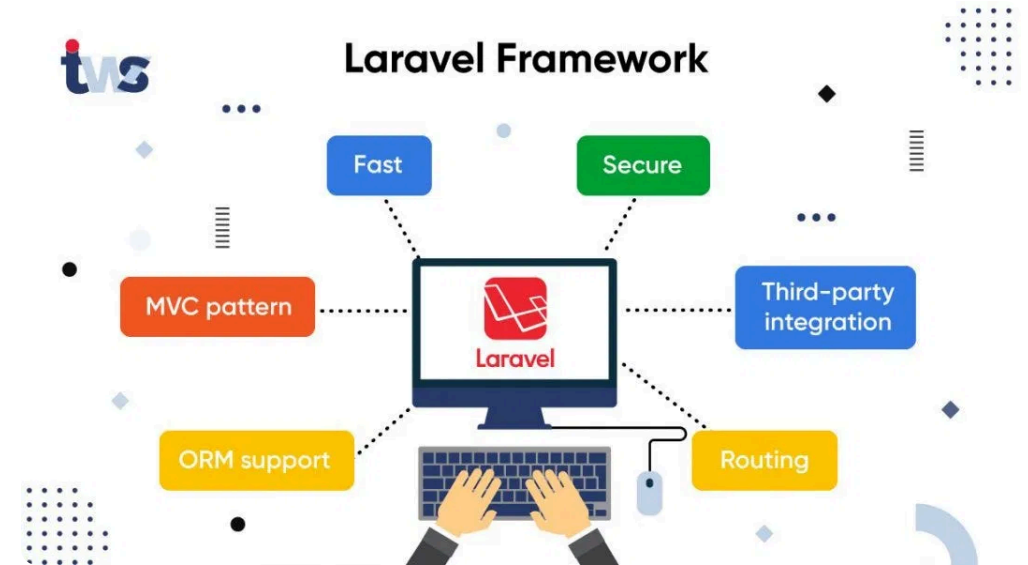 tws
Laravel Framework
Fast
Secure
MVC pattern
Third-party
integration
Laravel
ORM support
Routing